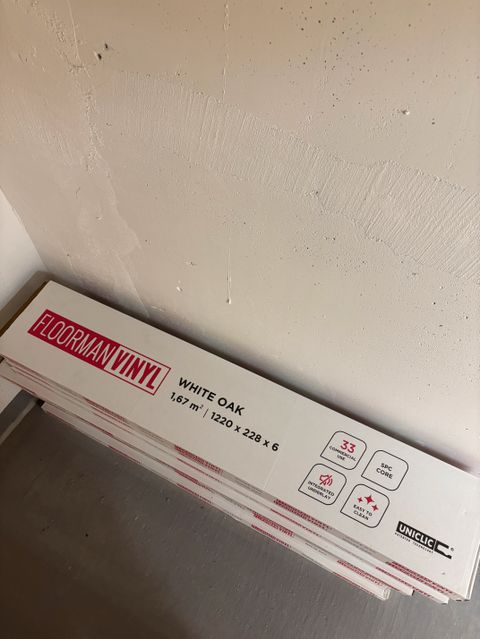 FLOORMAN VINYL
WHITE OAK
1,67 m² | 1220 x 228 x 6
33
COMMERCIAL
USE
SPC
CORE
INTEGRATED
UNDERLAY
EASY TO
CLEAN
UNICLIC®